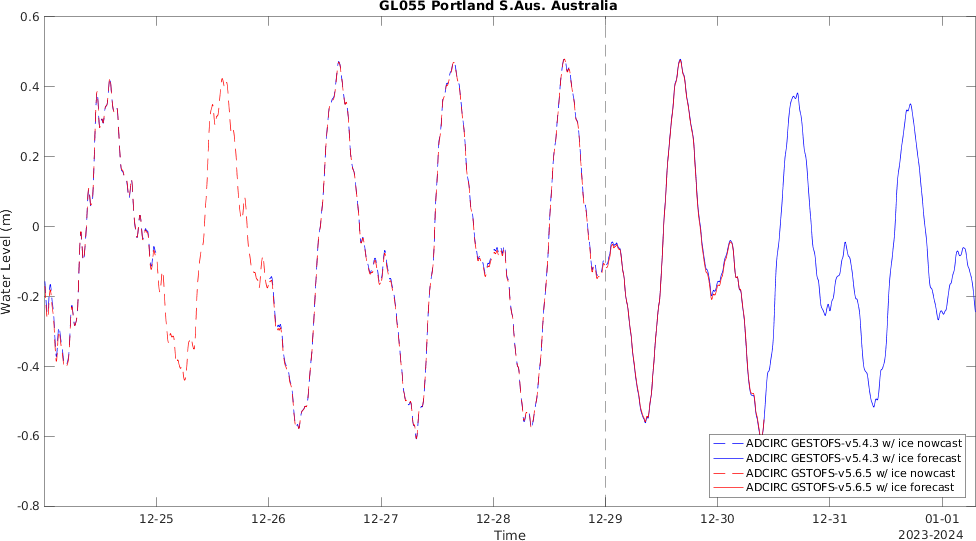 GL055 Portland S.Aus. Australia
0.6
0.4
0.2
0
-0.2
-0.4
-0.6
-0.8
Water Level (m)
ADCIRC GESTOFS-v5.4.3 w/ ice nowcast
ADCIRC GESTOFS-v5.4.3 w/ ice forecast
ADCIRC GSTOFS-v5.6.5 w/ ice nowcast
ADCIRC GSTOFS-v5.6.5 w/ ice forecast
12-25 12-26 12-27 12-28 12-29 12-30 12-31 01-01
Time
2023-2024